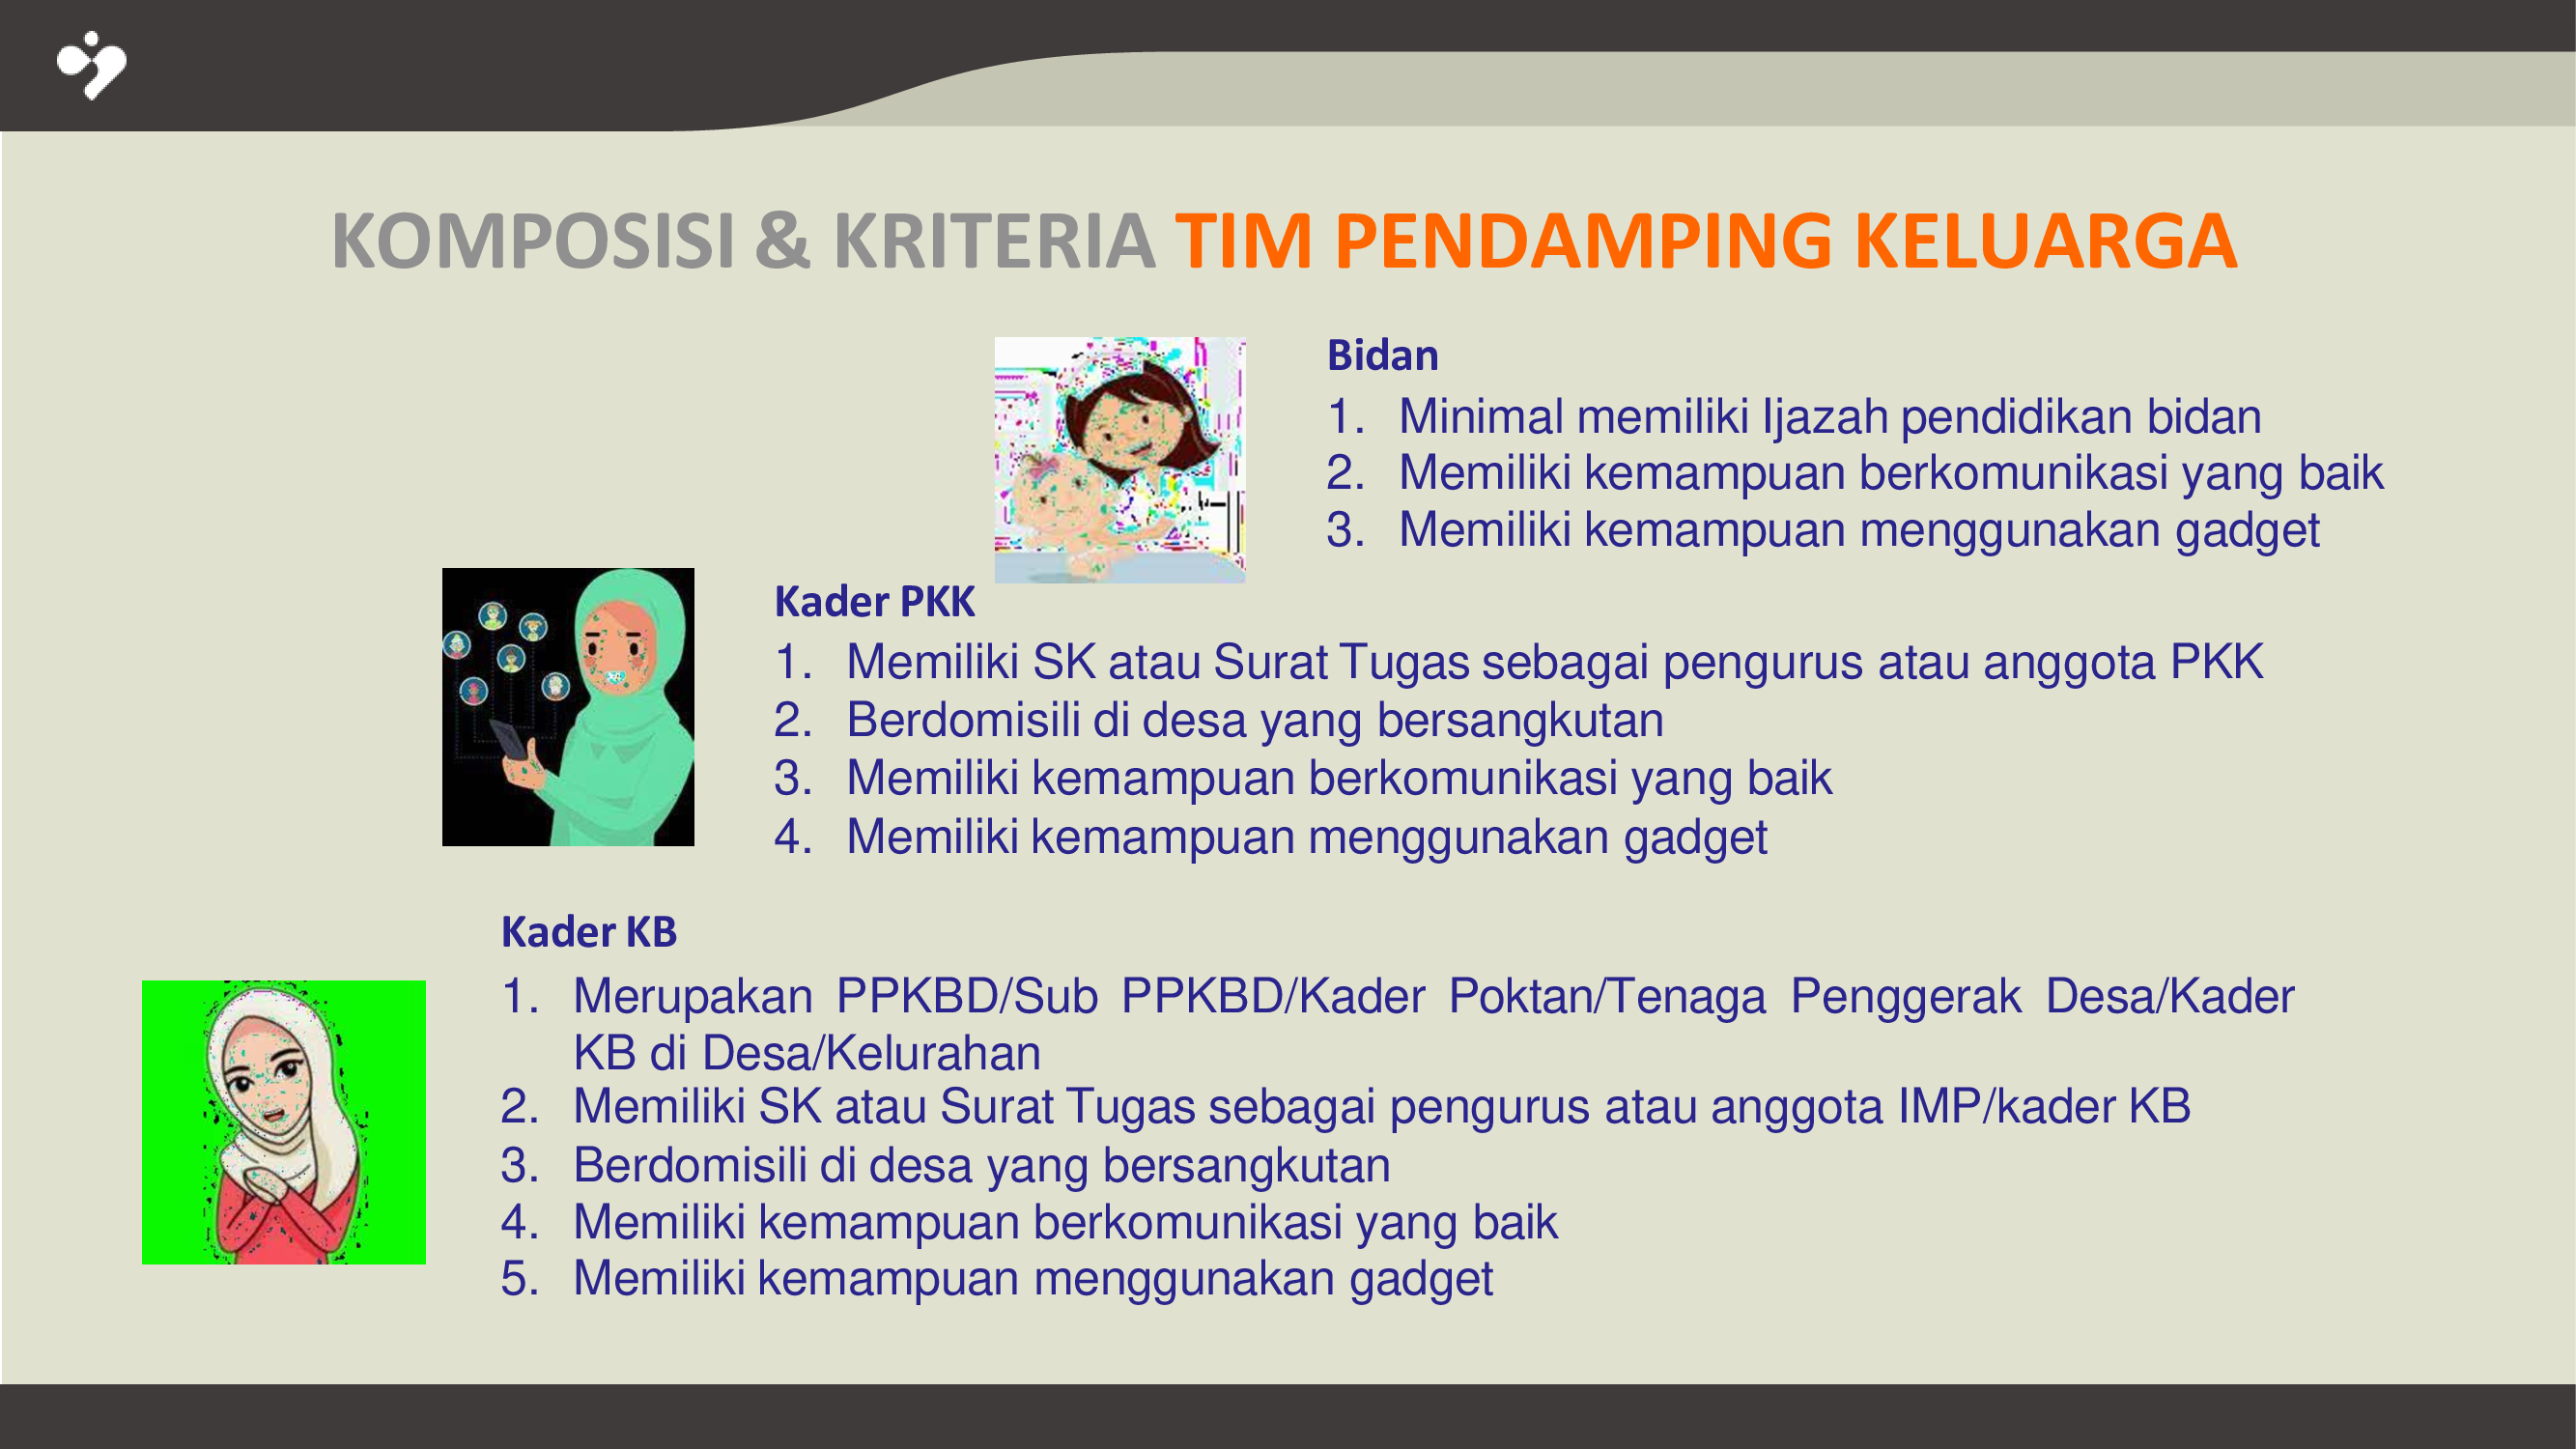 KOMPOSISI & KRITERIA TIM PENDAMPING KELUARGA
Bidan
1. Minimal memiliki Ijazah pendidikan bidan
2. Memiliki kemampuan berkomunikasi yang baik
3. Memiliki kemampuan menggunakan gadget
Kader PKK
1. Memiliki SK atau Surat Tugas sebagai pengurus atau anggota PKK
2. Berdomisili di desa yang bersangkutan
3. Memiliki kemampuan berkomunikasi yang baik
4. Memiliki kemampuan menggunakan gadget
Kader KB
1. Merupakan PPKBD/Sub PPKBD/Kader Poktan/Tenaga Penggerak Desa/Kader
KB di Desa/Kelurahan
2. Memiliki SK atau Surat Tugas sebagai pengurus atau anggota IMP/kader KB
3. Berdomisili di desa yang bersangkutan
4. Memiliki kemampuan berkomunikasi yang baik
5. Memiliki kemampuan menggunakan gadget